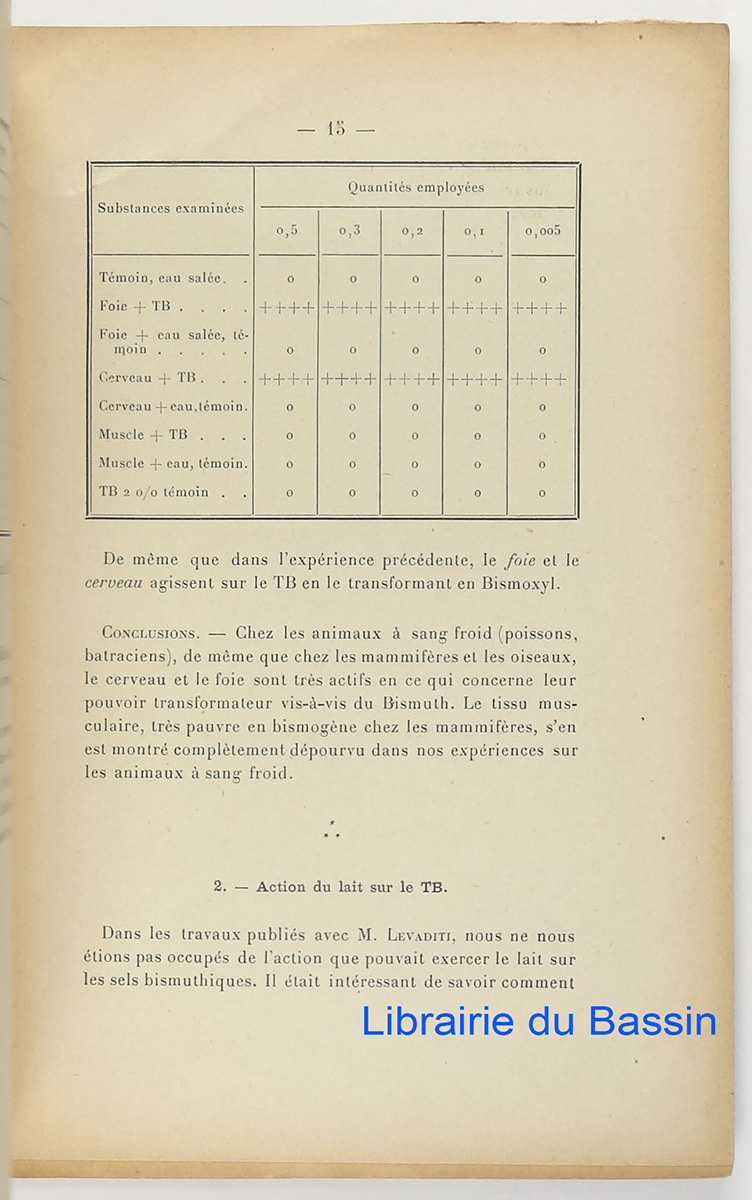 — 15 —
Substances examinées
Quantités employées
0,5 0,3 0,2 0,1 0,005
Témoin, eau salée. . 0 0 0 0 0
Foie + TB . . . . ++++ ++++ ++++ ++++ ++++
Foie + eau salée, té-
moin . . . . . 0 0 0 0 0
Cerveau + TB . . . ++++ ++++ ++++ ++++ ++++
Cerveau + eau, témoin. 0 0 0 0 0
Muscle + TB . . . 0 0 0 0 0
Muscle + eau, témoin. 0 0 0 0 0
TB 2 0/0 témoin . . 0 0 0 0 0
De même que dans l'expérience précédente, le foie et le
cerveau agissent sur le TB en le transformant en Bismoxyl.
CONCLUSIONS. — Chez les animaux à sang froid (poissons,
batraciens), de même que chez les mammifères et les oiseaux,
le cerveau et le foie sont très actifs en ce qui concerne leur
pouvoir transformateur vis-à-vis du Bismuth. Le tissu mus-
culaire, très pauvre en bismogène chez les mammifères, s'en
est montré complètement dépourvu dans nos expériences sur
les animaux à sang froid.
*
* *
2. — Action du lait sur le TB.
Dans les travaux publiés avec M. LEVADITI, nous ne nous
étions pas occupés de l'action que pouvait exercer le lait sur
les sels bismuthiques. Il était intéressant de savoir comment
Librairie du Bassin